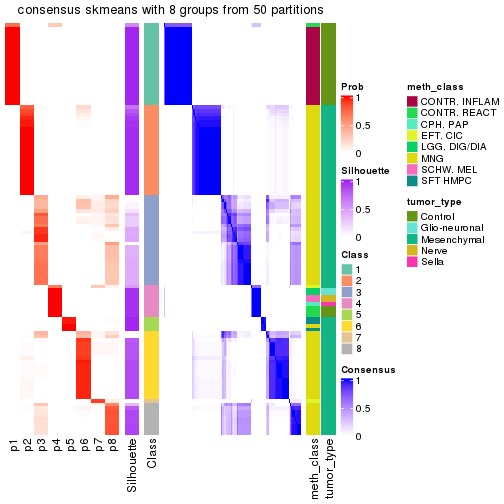 consensus skmeans with 8 groups from 50 partitions
Prob
1
0.5
0
Silhouette
1
0.5
0
Class
1
2
3
4
5
6
7
8
Consensus
1
0.5
0
meth_class
CONTR. INFLAM
CONTR. REACT
CPH. PAP
EFT. CIC
LGG. DIG/DIA
MNG
SCHW. MEL
SFT HMPC
tumor_type
Control
Glio-neuronal
Mesenchymal
Nerve
Sella
p1
p2
p3
p4
p5
p6
p7
p8
Silhouette
Class
meth_class
tumor_type